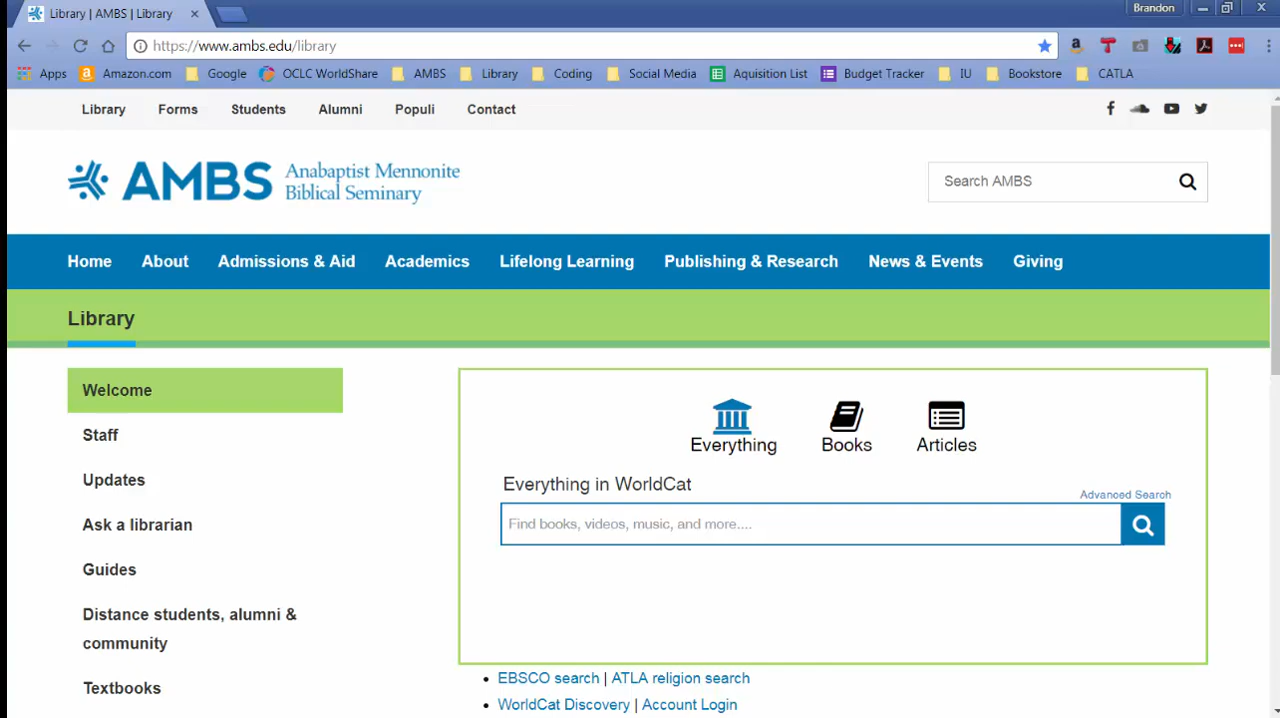 Library | AMBS | Library
Brandon
https://www.ambs.edu/library
Apps Amazon.com Google OCLC WorldShare AMBS Library Coding Social Media Aquisition List Budget Tracker IU Bookstore CATLA
Library Forms Students Alumni Populi Contact
AMBS Anabaptist Mennonite
Biblical Seminary
Search AMBS
Home About Admissions & Aid Academics Lifelong Learning Publishing & Research News & Events Giving
Library
Welcome
Staff
Updates
Ask a librarian
Guides
Distance students, alumni &
community
Textbooks
Everything Books Articles
Everything in WorldCat
Advanced Search
Find books, videos, music, and more....
EBSCO search | ATLA religion search
WorldCat Discovery | Account Login